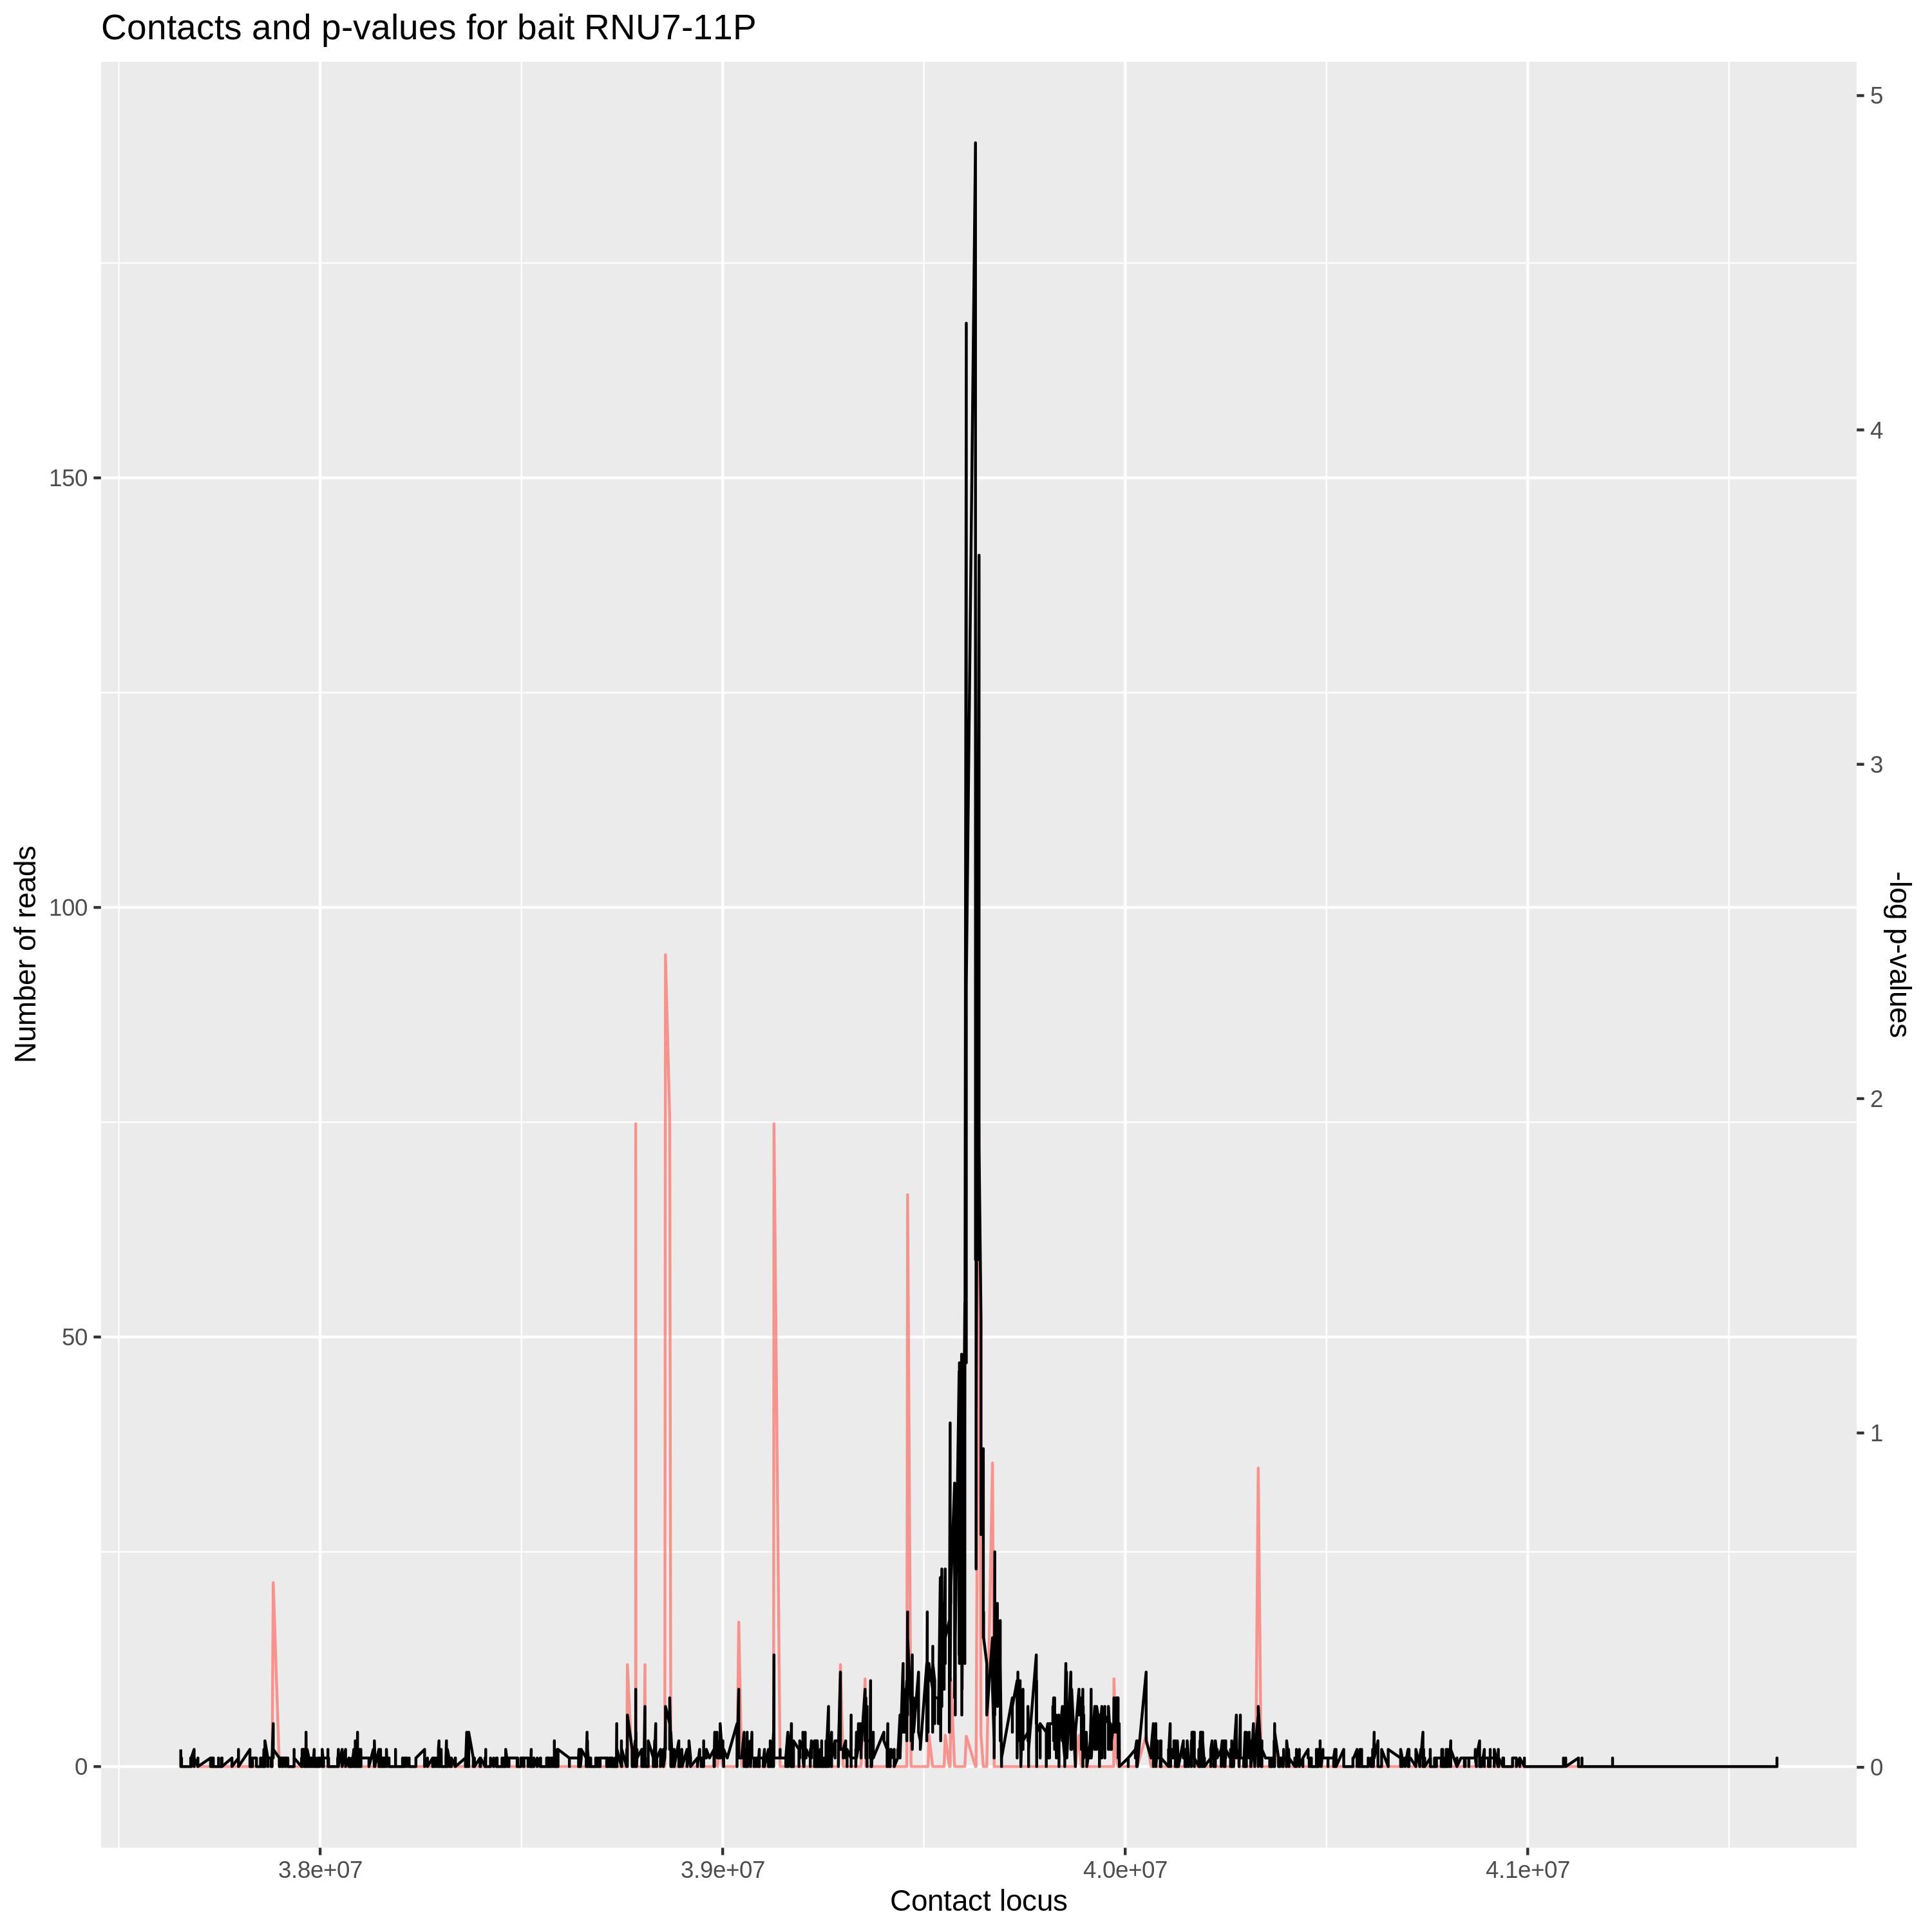 Contacts and p-values for bait RNU7-11P
Number of reads
150
100
50
0
5
4
3
2
1
0
-log p-values
3.8e+07
3.9e+07
4.0e+07
4.1e+07
Contact locus